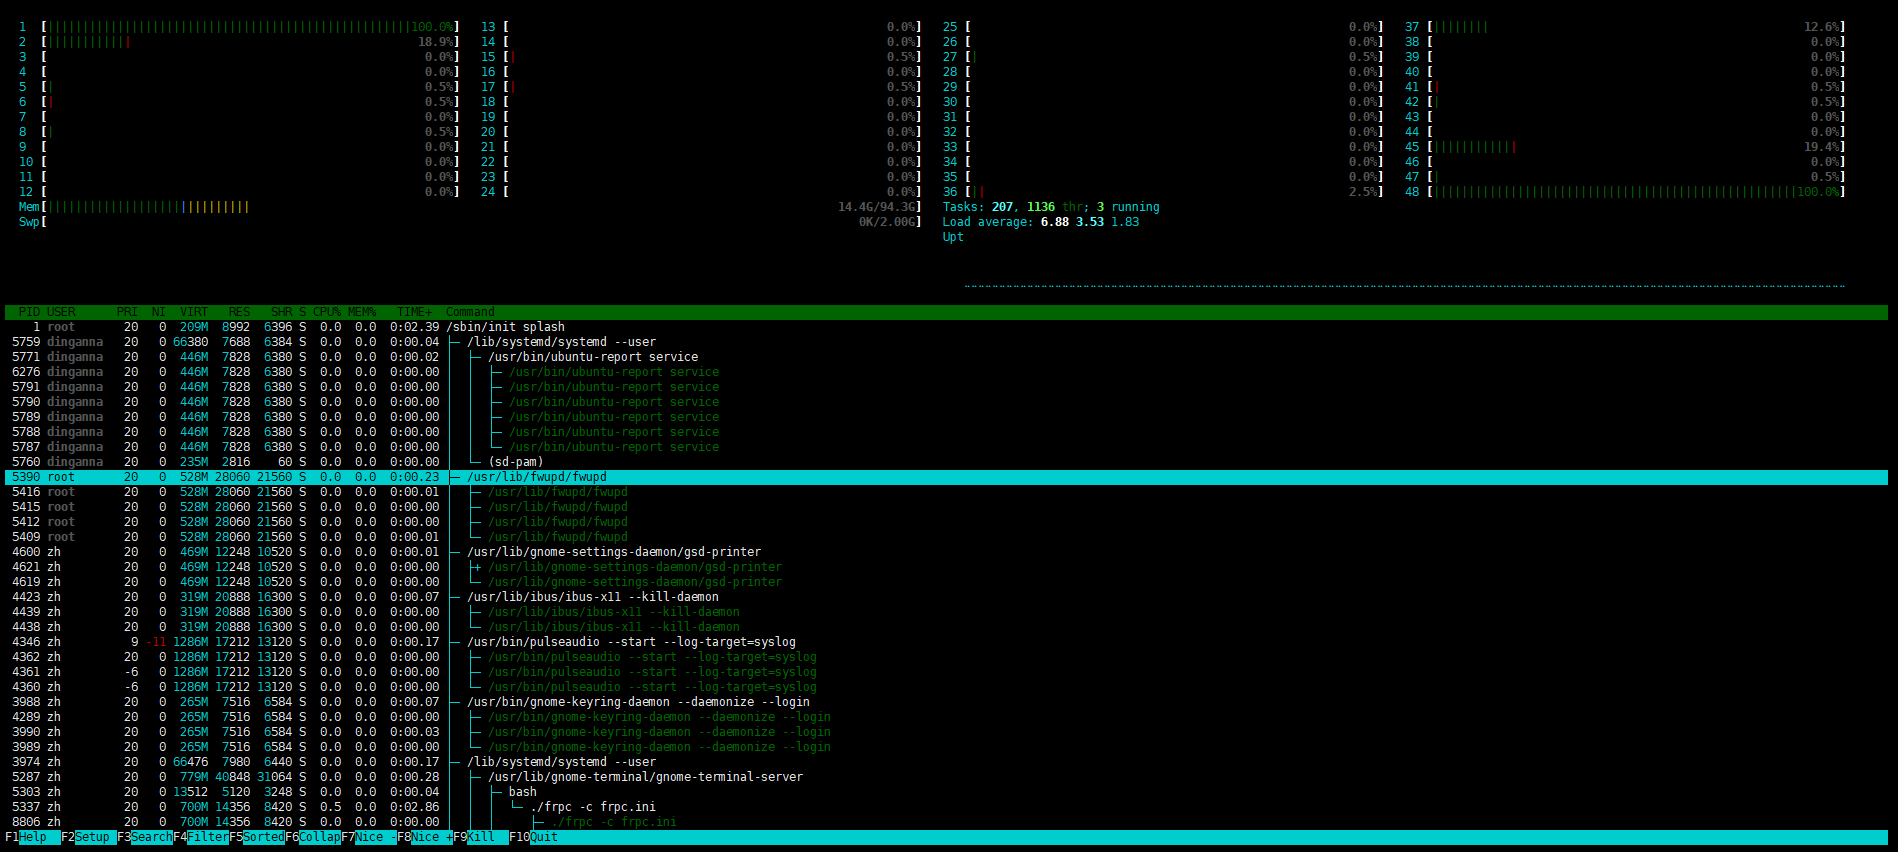 1 [100.0%] 13 [0.0%] 25 [0.0%] 37 [12.6%]
2 [18.9%] 14 [0.0%] 26 [0.0%] 38 [0.0%]
3 [0.0%] 15 [0.5%] 27 [0.5%] 39 [0.0%]
4 [0.0%] 16 [0.0%] 28 [0.0%] 40 [0.0%]
5 [0.5%] 17 [0.5%] 29 [0.0%] 41 [0.5%]
6 [0.5%] 18 [0.0%] 30 [0.0%] 42 [0.5%]
7 [0.0%] 19 [0.0%] 31 [0.0%] 43 [0.0%]
8 [0.5%] 20 [0.0%] 32 [0.0%] 44 [0.0%]
9 [0.0%] 21 [0.0%] 33 [0.0%] 45 [19.4%]
10 [0.0%] 22 [0.0%] 34 [0.0%] 46 [0.0%]
11 [0.0%] 23 [0.0%] 35 [0.0%] 47 [0.5%]
12 [0.0%] 24 [0.0%] 36 [2.5%] 48 [100.0%]
Mem[14.4G/94.3G] Tasks: 207, 1136 thr; 3 running
Swp[0K/2.00G] Load average: 6.88 3.53 1.83
Upt
PID USER PRI NI VIRT RES SHR S CPU% MEM% TIME+ Command
1 root 20 0 209M 8992 6396 S 0.0 0.0 0:02.39 /sbin/init splash
5759 dinganna 20 0 66380 7688 6384 S 0.0 0.0 0:00.04 /lib/systemd/systemd --user
5771 dinganna 20 0 446M 7828 6380 S 0.0 0.0 0:00.02 /usr/bin/ubuntu-report service
6276 dinganna 20 0 446M 7828 6380 S 0.0 0.0 0:00.00 /usr/bin/ubuntu-report service
5791 dinganna 20 0 446M 7828 6380 S 0.0 0.0 0:00.00 /usr/bin/ubuntu-report service
5790 dinganna 20 0 446M 7828 6380 S 0.0 0.0 0:00.00 /usr/bin/ubuntu-report service
5789 dinganna 20 0 446M 7828 6380 S 0.0 0.0 0:00.00 /usr/bin/ubuntu-report service
5788 dinganna 20 0 446M 7828 6380 S 0.0 0.0 0:00.00 /usr/bin/ubuntu-report service
5787 dinganna 20 0 446M 7828 6380 S 0.0 0.0 0:00.00 /usr/bin/ubuntu-report service
5760 dinganna 20 0 235M 2816 60 S 0.0 0.0 0:00.00 (sd-pam)
5390 root 20 0 528M 28060 21560 S 0.0 0.0 0:00.23 /usr/lib/fwupd/fwupd
5416 root 20 0 528M 28060 21560 S 0.0 0.0 0:00.01 /usr/lib/fwupd/fwupd
5415 root 20 0 528M 28060 21560 S 0.0 0.0 0:00.00 /usr/lib/fwupd/fwupd
5412 root 20 0 528M 28060 21560 S 0.0 0.0 0:00.00 /usr/lib/fwupd/fwupd
5409 root 20 0 528M 28060 21560 S 0.0 0.0 0:00.01 /usr/lib/fwupd/fwupd
4600 zh 20 0 469M 12248 10520 S 0.0 0.0 0:00.01 /usr/lib/gnome-settings-daemon/gsd-printer
4621 zh 20 0 469M 12248 10520 S 0.0 0.0 0:00.00 /usr/lib/gnome-settings-daemon/gsd-printer
4619 zh 20 0 469M 12248 10520 S 0.0 0.0 0:00.00 /usr/lib/gnome-settings-daemon/gsd-printer
4423 zh 20 0 319M 20888 16300 S 0.0 0.0 0:00.07 /usr/lib/ibus/ibus-x11 --kill-daemon
4439 zh 20 0 319M 20888 16300 S 0.0 0.0 0:00.00 /usr/lib/ibus/ibus-x11 --kill-daemon
4438 zh 20 0 319M 20888 16300 S 0.0 0.0 0:00.00 /usr/lib/ibus/ibus-x11 --kill-daemon
4346 zh 9 -11 1286M 17212 13120 S 0.0 0.0 0:00.17 /usr/bin/pulseaudio --start --log-target=syslog
4362 zh 20 0 1286M 17212 13120 S 0.0 0.0 0:00.00 /usr/bin/pulseaudio --start --log-target=syslog
4361 zh -6 0 1286M 17212 13120 S 0.0 0.0 0:00.00 /usr/bin/pulseaudio --start --log-target=syslog
4360 zh -6 0 1286M 17212 13120 S 0.0 0.0 0:00.00 /usr/bin/pulseaudio --start --log-target=syslog
3988 zh 20 0 265M 7516 6584 S 0.0 0.0 0:00.07 /usr/bin/gnome-keyring-daemon --daemonize --login
4289 zh 20 0 265M 7516 6584 S 0.0 0.0 0:00.00 /usr/bin/gnome-keyring-daemon --daemonize --login
3990 zh 20 0 265M 7516 6584 S 0.0 0.0 0:00.03 /usr/bin/gnome-keyring-daemon --daemonize --login
3989 zh 20 0 265M 7516 6584 S 0.0 0.0 0:00.00 /usr/bin/gnome-keyring-daemon --daemonize --login
3974 zh 20 0 66476 7980 6440 S 0.0 0.0 0:00.17 /lib/systemd/systemd --user
5287 zh 20 0 779M 40848 31064 S 0.0 0.0 0:00.28 /usr/lib/gnome-terminal/gnome-terminal-server
5303 zh 20 0 13512 5120 3248 S 0.0 0.0 0:00.04 bash
5337 zh 20 0 700M 14356 8420 S 0.5 0.0 0:02.86 ./frpc -c frpc.ini
8806 zh 20 0 700M 14356 8420 S 0.0 0.0 0:00.00 ./frpc -c frpc.ini
F1Help F2Setup F3SearchF4FilterF5SortedF6CollapF7Nice -F8Nice +F9Kill F10Quit